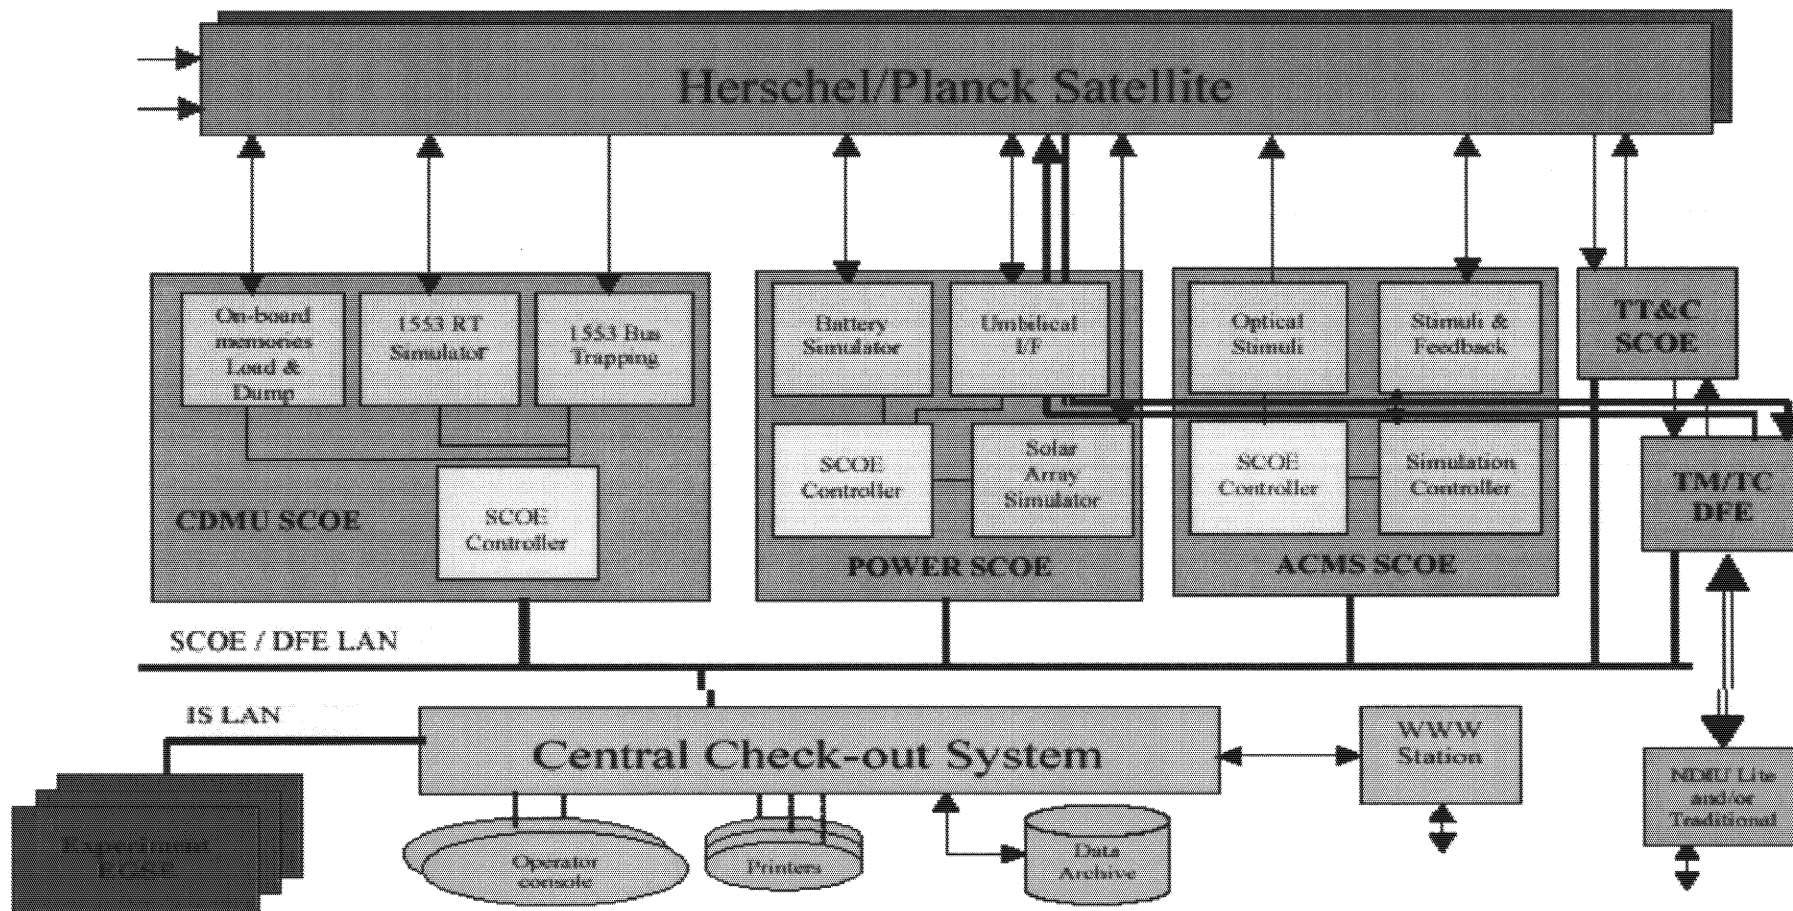 Herschel/Planck Satellite
On-board
memories
Load &
Dump
1553 RT
Simulator
1553 Bus
Trapping
SCOE
Controller
CDMU SCOE
Battery
Simulator
Umbilical
I/F
SCOE
Controller
Solar
Array
Simulator
POWER SCOE
Optical
Stimuli
Stimuli &
Feedback
SCOE
Controller
Simulation
Controller
ACMS SCOE
TT&C
SCOE
TM/TC
DFE
SCOE / DFE LAN
IS LAN
Central Check-out System
WWW
Station
NDIU Lite
and/or
Traditional
Experiment
EGSE
Operator
console
Printers
Data
Archive